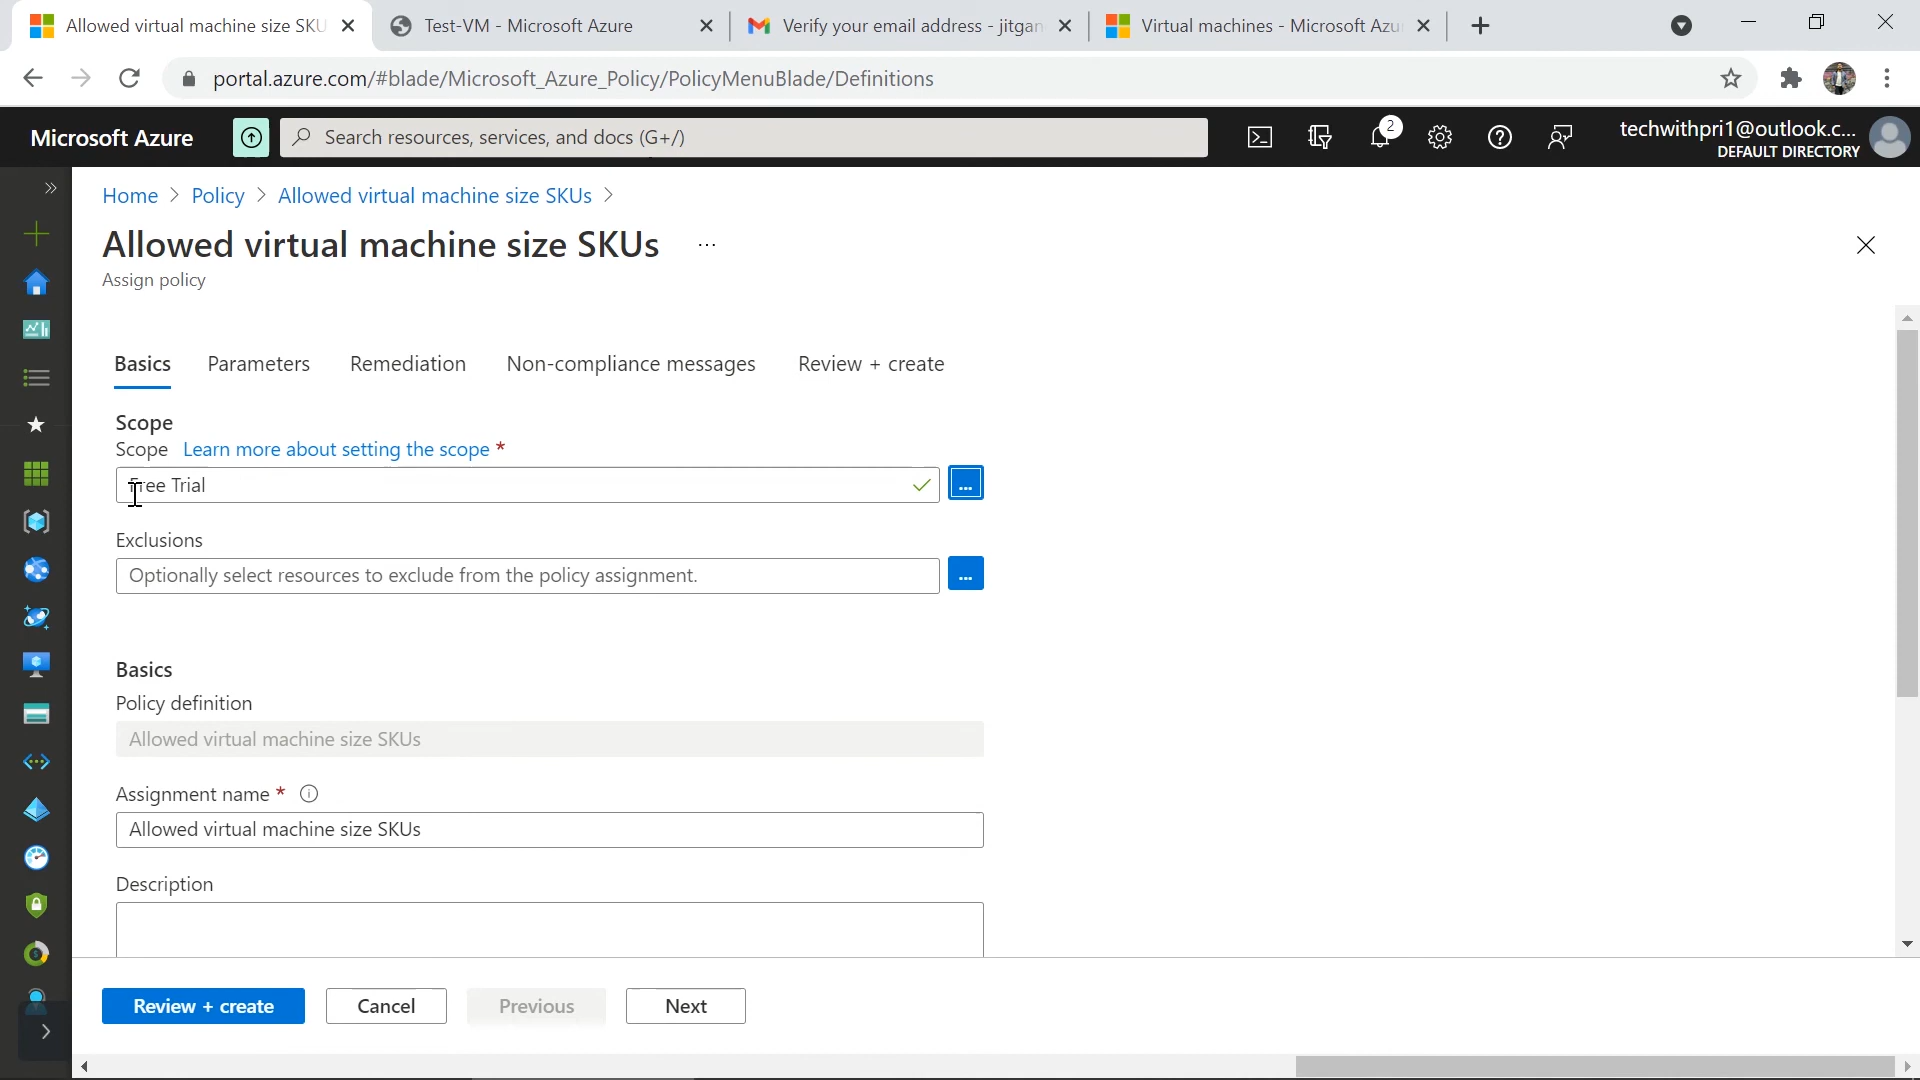 Allowed virtual machine size SKU
Test-VM - Microsoft Azure
Verify your email address - jitgan
Virtual machines - Microsoft Azu
portal.azure.com/#blade/Microsoft_Azure_Policy/PolicyMenuBlade/Definitions
Microsoft Azure
Search resources, services, and docs (G+/)
2
techwithpri1@outlook.c...
DEFAULT DIRECTORY
Home > Policy > Allowed virtual machine size SKUs >
Allowed virtual machine size SKUs ...
Assign policy
Basics
Parameters
Remediation
Non-compliance messages
Review + create
Scope
Scope Learn more about setting the scope *
Free Trial
...
Exclusions
Optionally select resources to exclude from the policy assignment.
...
Basics
Policy definition
Allowed virtual machine size SKUs
Assignment name *
Allowed virtual machine size SKUs
Description
Review + create
Cancel
Previous
Next